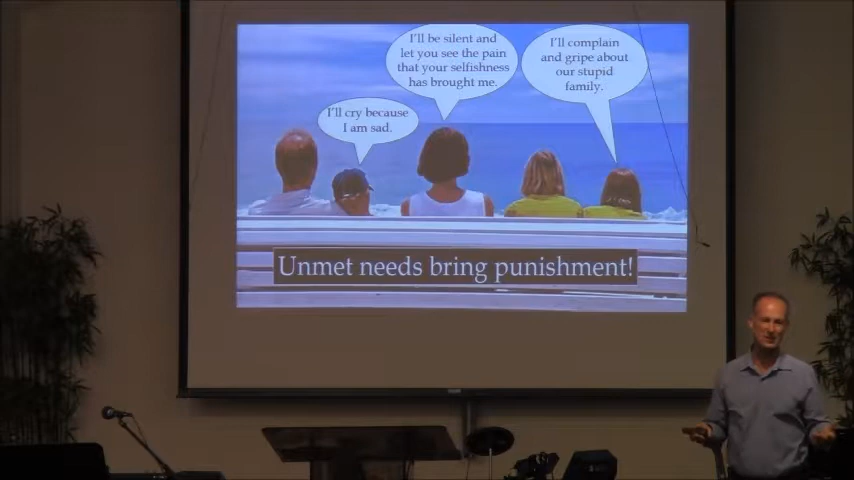 I'll be silent and
let you see the pain
that your selfishness
has brought me.
I'll complain
and gripe about
our stupid
family.
I'll cry because
I am sad.
Unmet needs bring punishment!